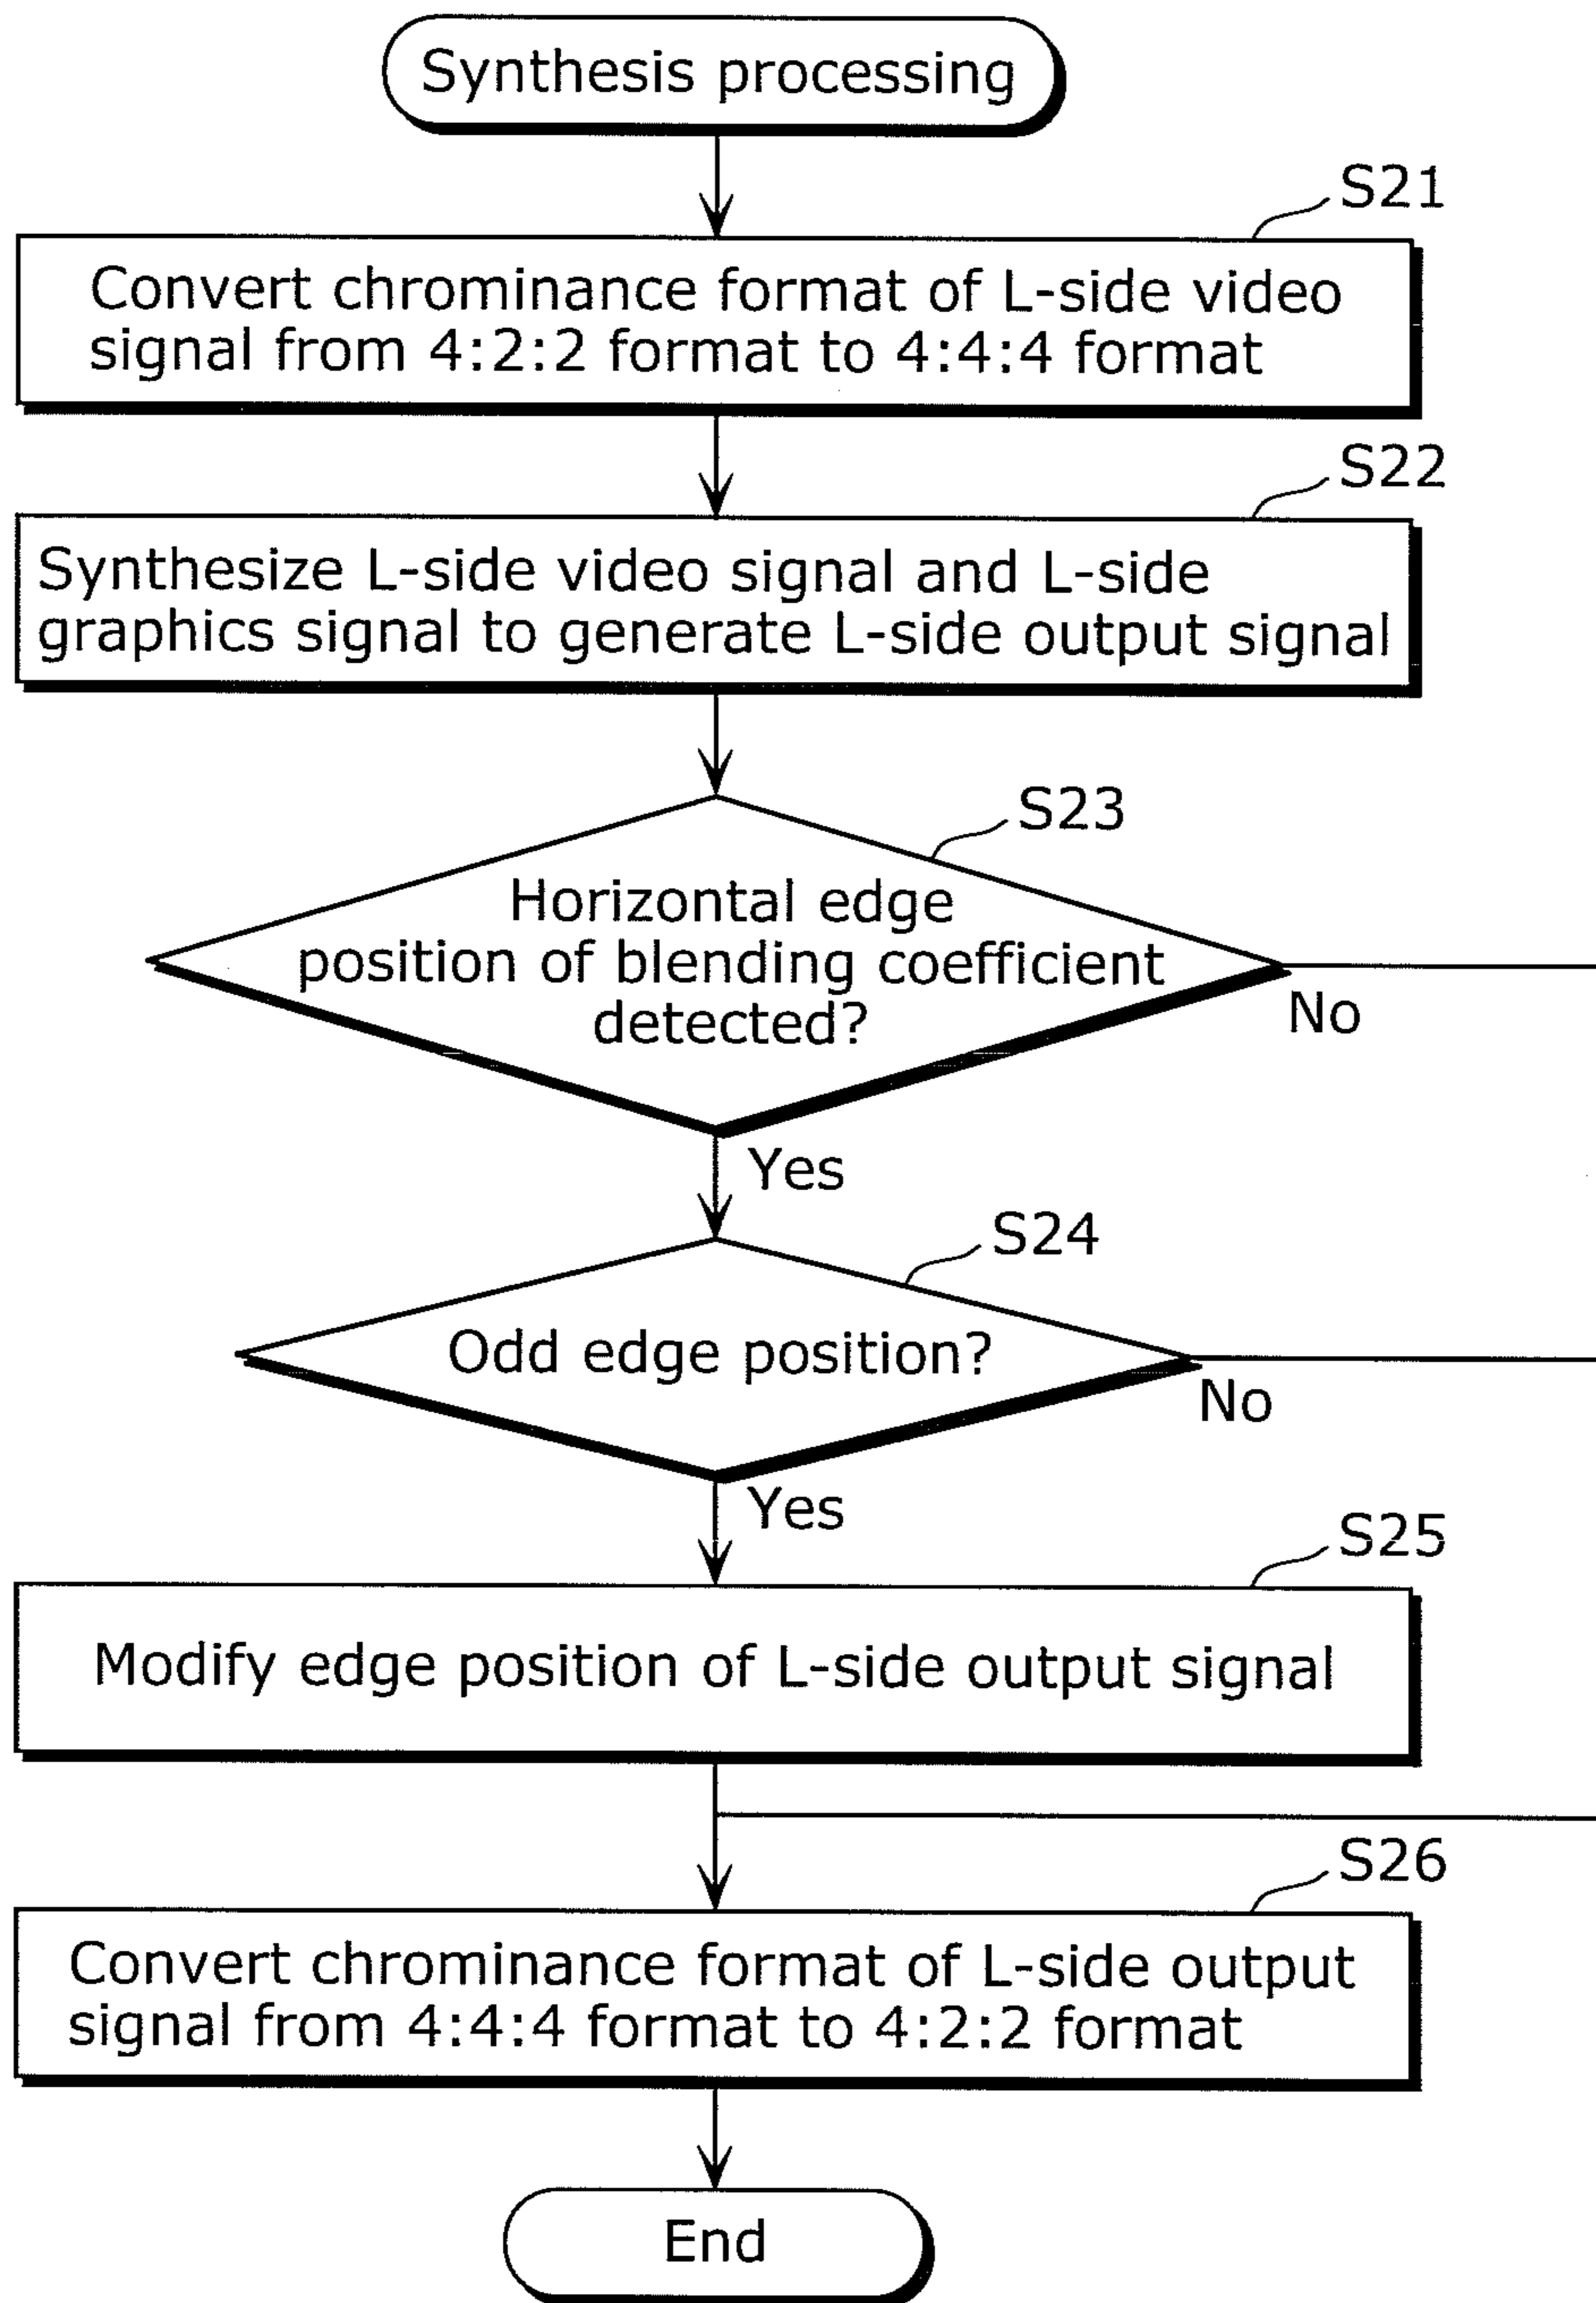 Synthesis processing
S21
Convert chrominance format of L-side video
signal from 4:2:2 format to 4:4:4 format
S22
Synthesize L-side video signal and L-side
graphics signal to generate L-side output signal
S23
Horizontal edge
position of blending coefficient
detected?
No
Yes
S24
Odd edge position?
No
Yes
S25
Modify edge position of L-side output signal
S26
Convert chrominance format of L-side output
signal from 4:4:4 format to 4:2:2 format
End